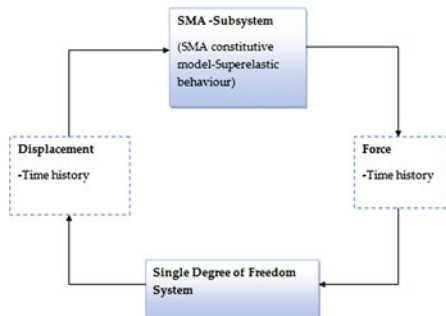 SMA -Subsystem
(SMA constitutive
model-Superelastic
behaviour)
Displacement
-Time history
Force
-Time history
Single Degree of Freedom
System